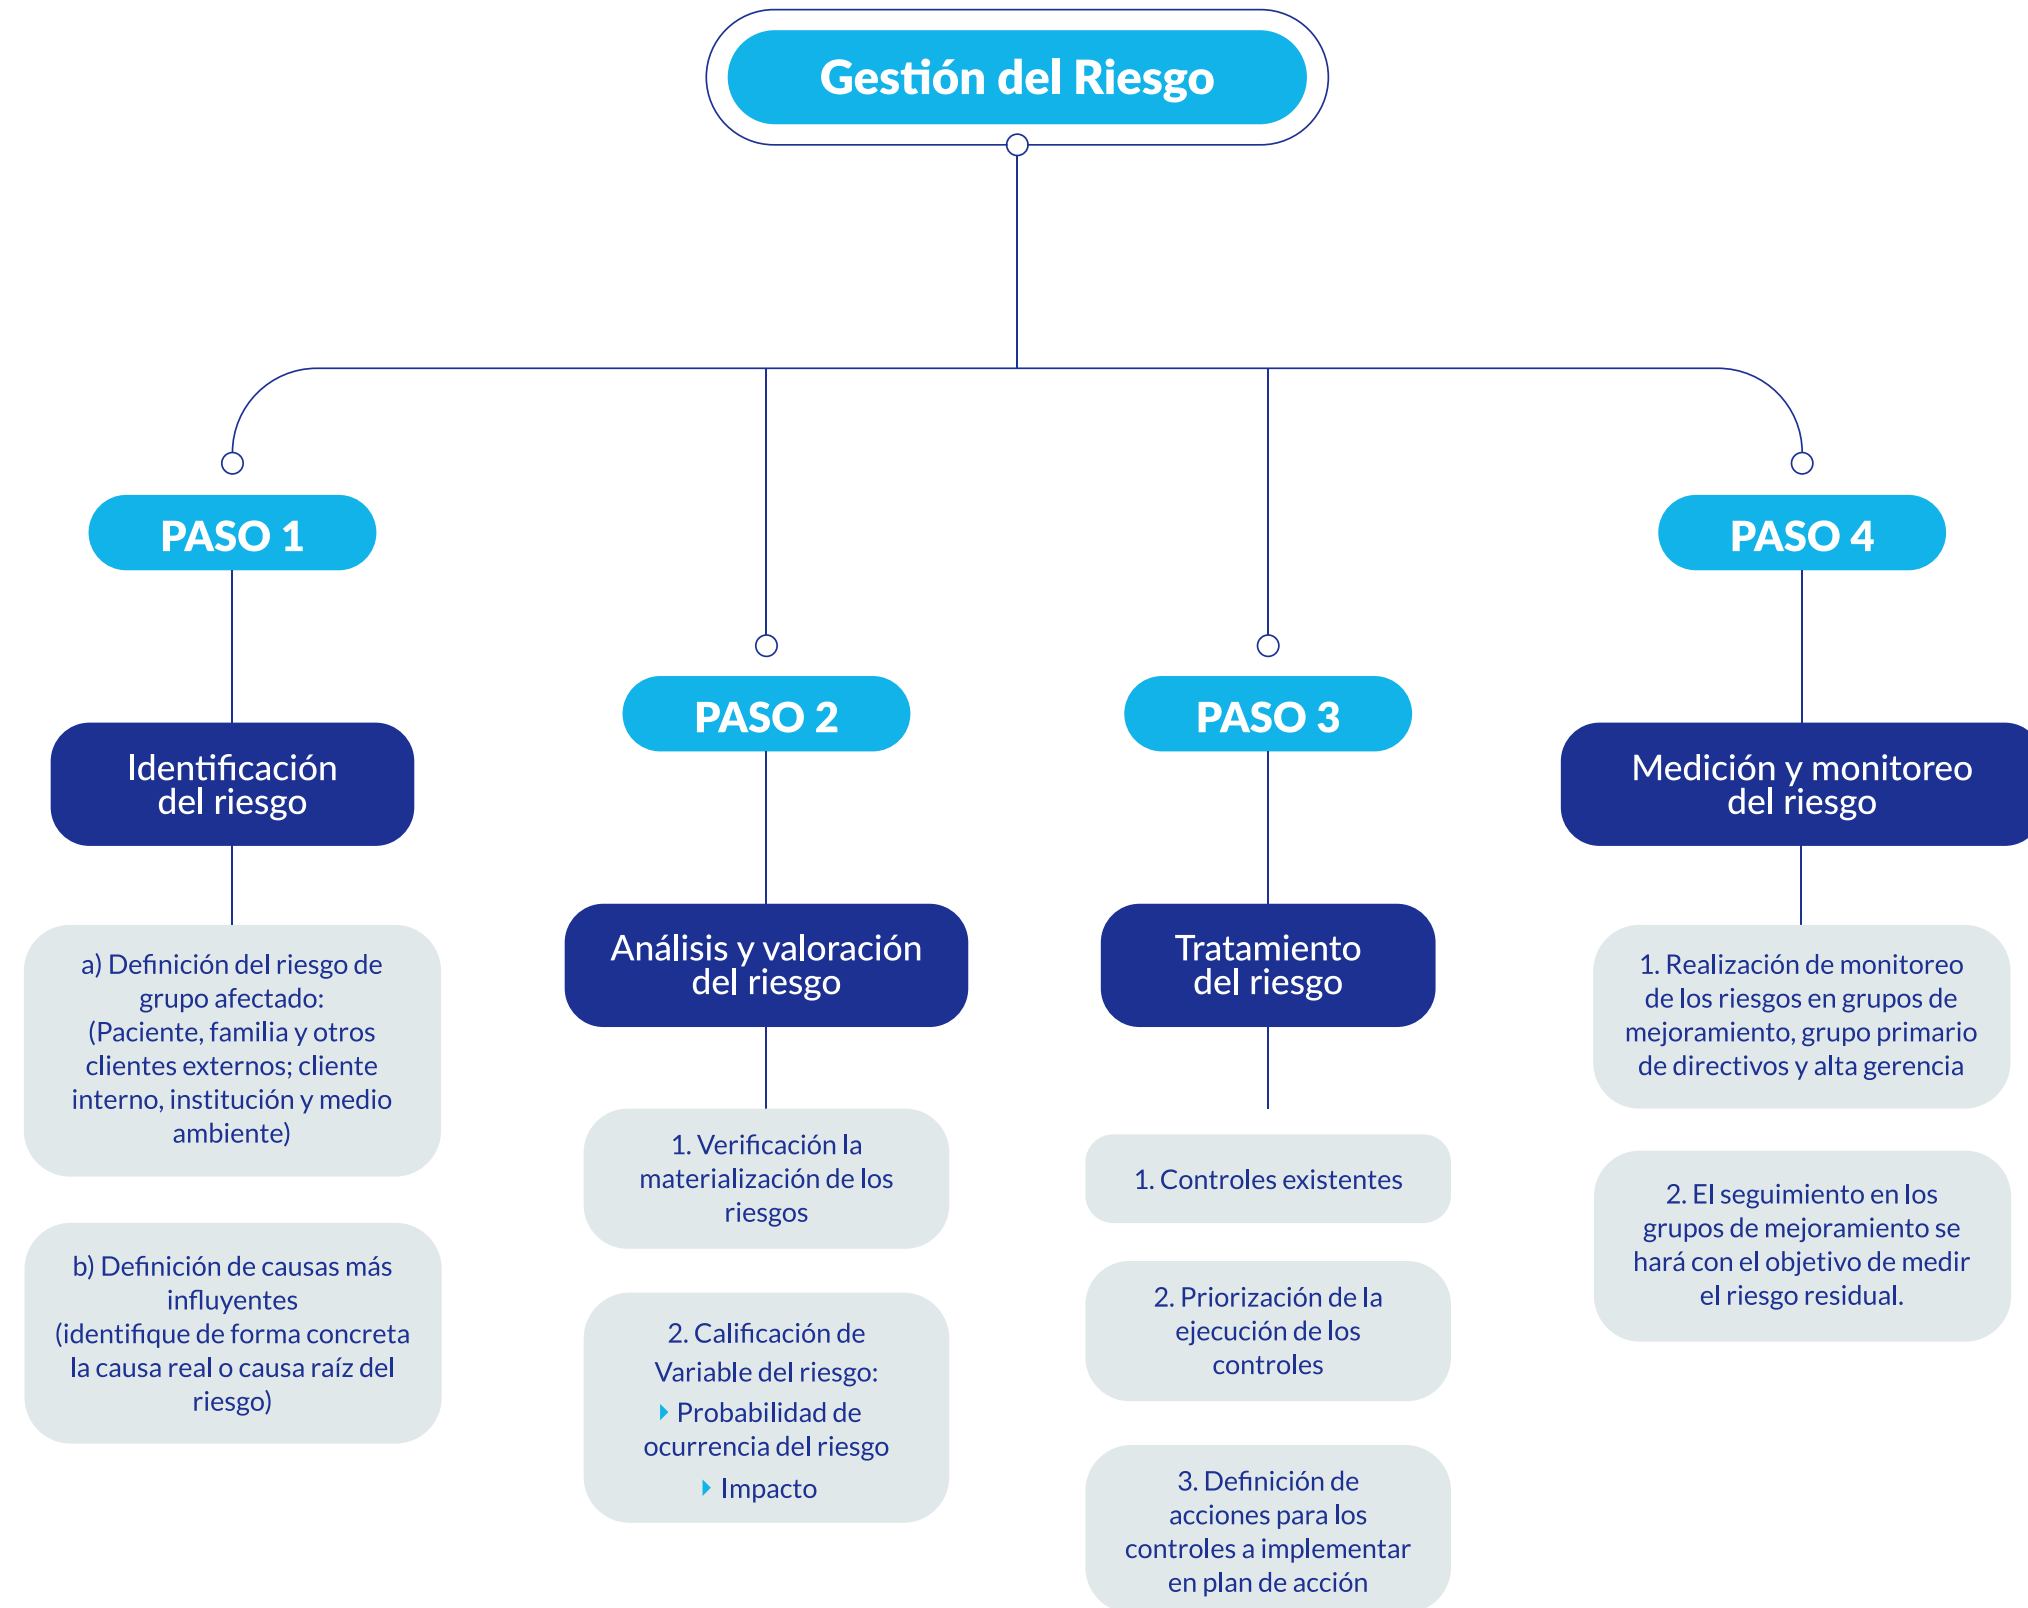 Gestión del Riesgo
PASO 1
Identificación
del riesgo
a) Definición del riesgo de
grupo afectado:
(Paciente, familia y otros
clientes externos; cliente
interno, institución y medio
ambiente)
b) Definición de causas más
influyentes
(identifique de forma concreta
la causa real o causa raíz del
riesgo)
PASO 2
Análisis y valoración
del riesgo
1. Verificación la
materialización de los
riesgos
2. Calificación de
Variable del riesgo:
Probabilidad de
ocurrencia del riesgo
Impacto
PASO 3
Tratamiento
del riesgo
1. Controles existentes
2. Priorización de la
ejecución de los
controles
3. Definición de
acciones para los
controles a implementar
en plan de acción
PASO 4
Medición y monitoreo
del riesgo
1. Realización de monitoreo
de los riesgos en grupos de
mejoramiento, grupo primario
de directivos y alta gerencia
2. El seguimiento en los
grupos de mejoramiento se
hará con el objetivo de medir
el riesgo residual.